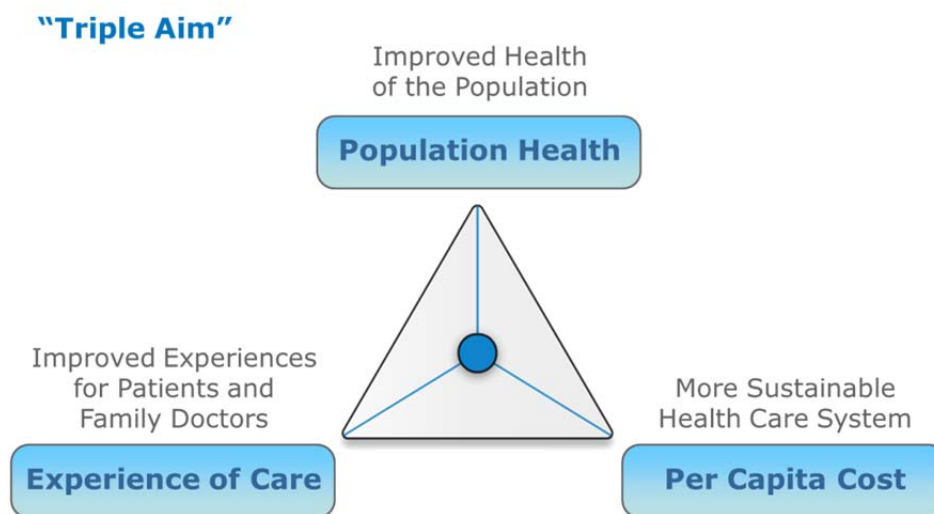 “Triple Aim”
Improved Health
of the Population
Population Health
Improved Experiences
for Patients and
Family Doctors
Experience of Care
More Sustainable
Health Care System
Per Capita Cost